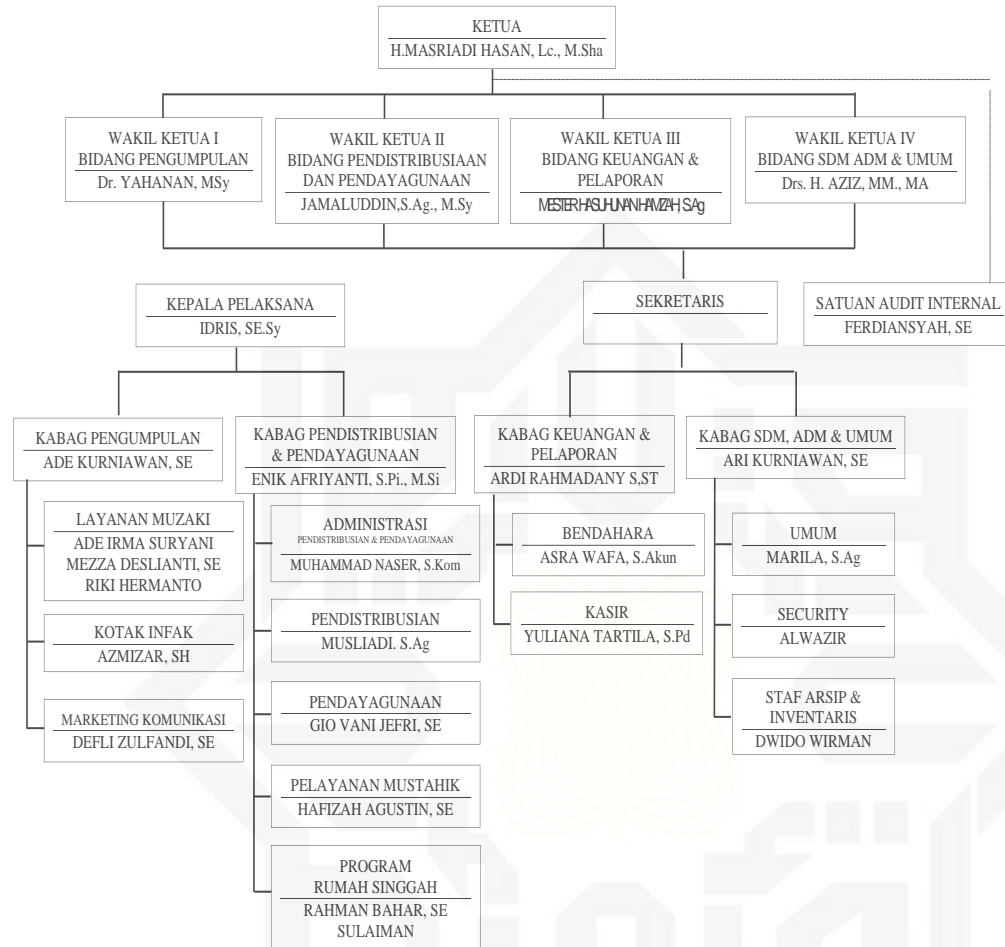 KETUA
H.MASRIADI HASAN, Lc., M.Sha
WAKIL KETUA I
BIDANG PENGUMPULAN
Dr. YAHANAN, MSy
WAKIL KETUA II
BIDANG PENDISTRIBUSIAAN
DAN PENDAYAGUNAAN
JAMALUDDIN,S.Ag., M.Sy
WAKIL KETUA III
BIDANG KEUANGAN &
PELAPORAN
MESTER HASUHUNAN HAMZAH, S.Ag
WAKIL KETUA IV
BIDANG SDM ADM & UMUM
Drs. H. AZIZ, MM., MA
KEPALA PELAKSANA
IDRIS, SE.Sy
SEKRETARIS
SATUAN AUDIT INTERNAL
FERDIANSYAH, SE
KABAG PENGUMPULAN
ADE KURNIAWAN, SE
LAYANAN MUZAKI
ADE IRMA SURYANI
MEZZA DESLIANTI, SE
RIKI HERMANTO
KOTAK INFAK
AZMIZAR, SH
MARKETING KOMUNIKASI
DEFLI ZULFANDI, SE
KABAG PENDISTRIBUSIAN
& PENDAYAGUNAAN
ENIK AFRIYANTI, S.Pi., M.Si
ADMINISTRASI
PENDISTRIBUSIAN & PENDAYAGUNAAN
MUHAMMAD NASER, S.Kom
PENDISTRIBUSIAN
MUSLIADI. S.Ag
PENDAYAGUNAAN
GIO VANI JEFRI, SE
PELAYANAN MUSTAHIK
HAFIZAH AGUSTIN, SE
PROGRAM
RUMAH SINGGAH
RAHMAN BAHAR, SE
SULAIMAN
KABAG KEUANGAN &
PELAPORAN
ARDI RAHMADANY S,ST
BENDAHARA
ASRA WAFA, S.Akun
KASIR
YULIANA TARTILA, S.Pd
KABAG SDM, ADM & UMUM
ARI KURNIAWAN, SE
UMUM
MARILA, S.Ag
SECURITY
ALWAZIR
STAF ARSIP &
INVENTARIS
DWIDO WIRMAN